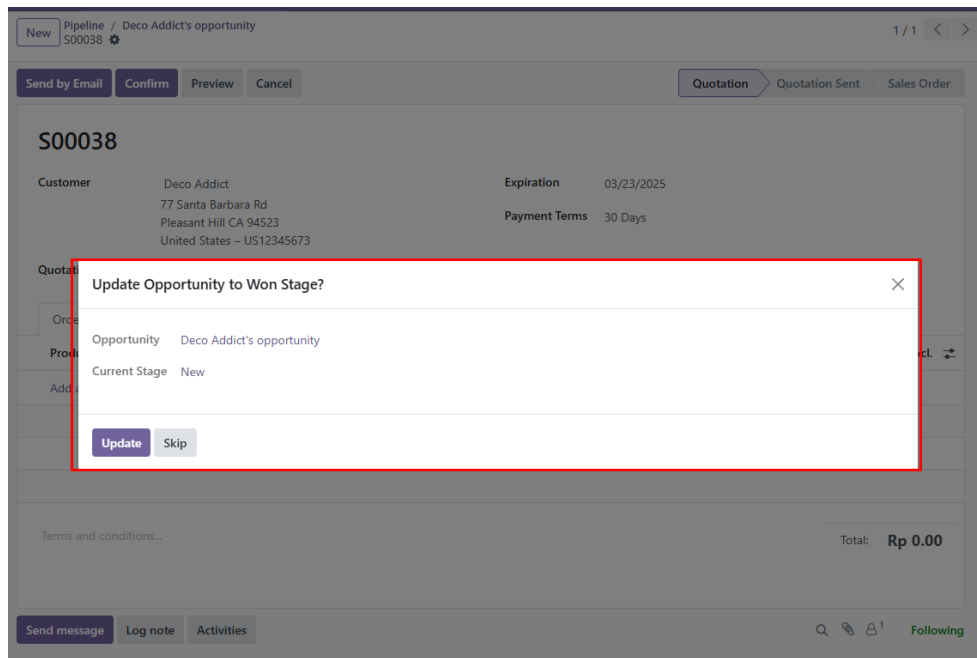 New
Pipeline / Deco Addict's opportunity
S00038
1 / 1
Send by Email
Confirm
Preview
Cancel
Quotation
Quotation Sent
Sales Order
S00038
Customer
Deco Addict
77 Santa Barbara Rd
Pleasant Hill CA 94523
United States – US12345673
Expiration
03/23/2025
Payment Terms
30 Days
Update Opportunity to Won Stage?
Opportunity
Deco Addict's opportunity
Current Stage
New
Update
Skip
Add
Terms and conditions...
Total:
Rp 0.00
Send message
Log note
Activities
1
Following